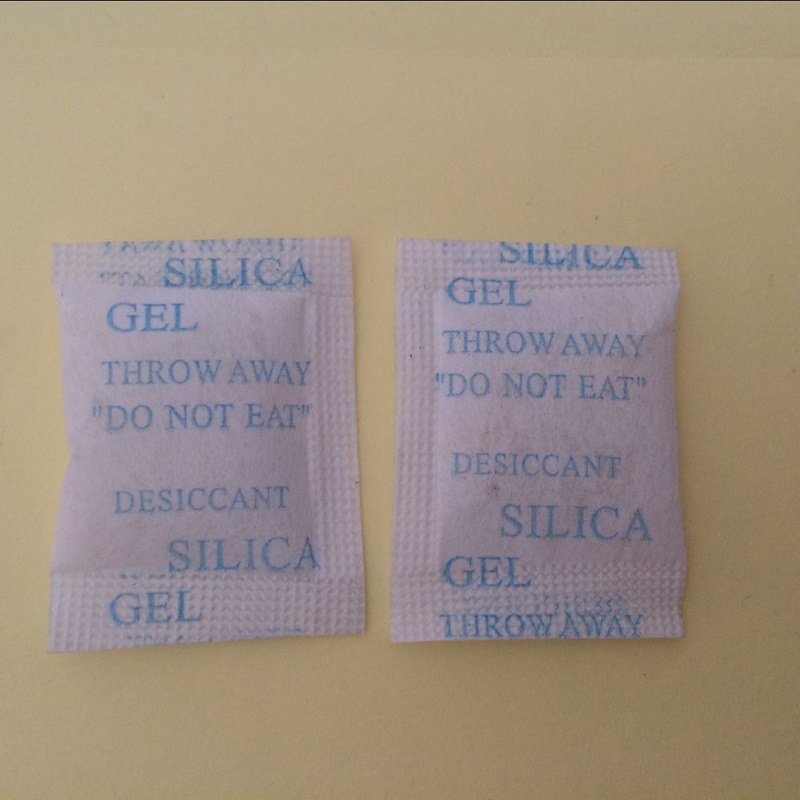 SILICA
GEL
THROW AWAY
"DO NOT EAT"
DESICCANT
SILICA
GEL
SILICA
GEL
THROW AWAY
"DO NOT EAT"
DESICCANT
SILICA
GEL
THROW AWAY